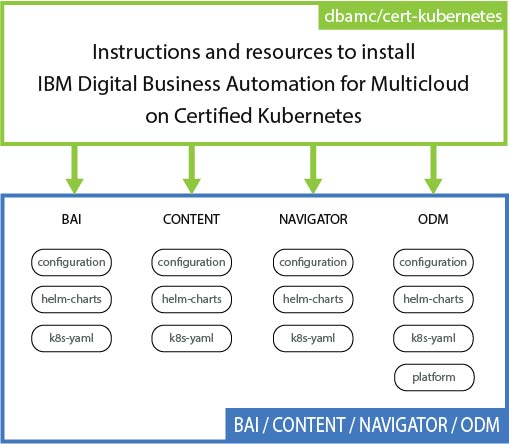 dbamc/cert-kubernetes
Instructions and resources to install
IBM Digital Business Automation for Multicloud
on Certified Kubernetes
BAI
configuration
helm-charts
k8s-yaml
CONTENT
configuration
helm-charts
k8s-yaml
NAVIGATOR
configuration
helm-charts
k8s-yaml
ODM
configuration
helm-charts
k8s-yaml
platform
BAI / CONTENT / NAVIGATOR / ODM